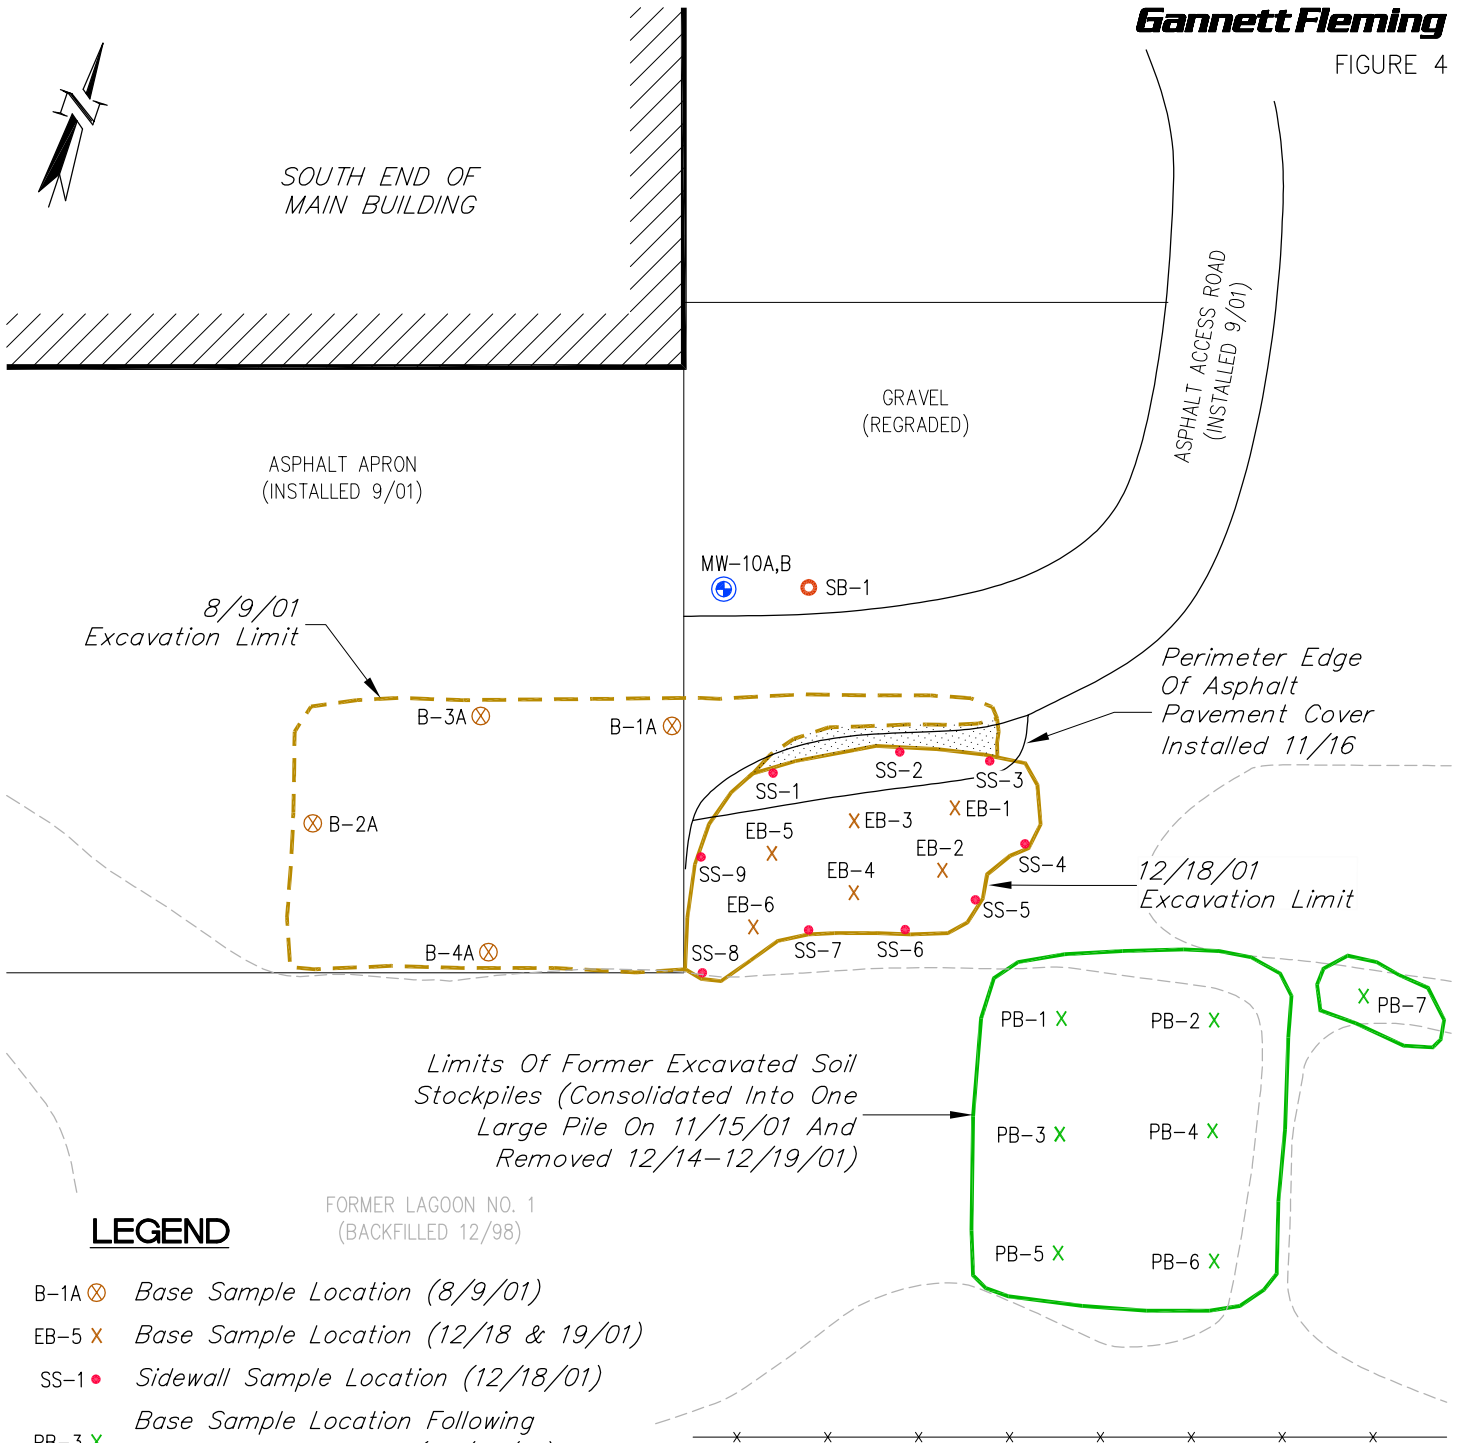 Gannett Fleming
FIGURE 4
N
SOUTH END OF
MAIN BUILDING
ASPHALT ACCESS ROAD
(INSTALLED 9/01)
GRAVEL
(REGRADED)
ASPHALT APRON
(INSTALLED 9/01)
MW-10A,B
SB-1
8/9/01
Excavation Limit
Perimeter Edge
Of Asphalt
Pavement Cover
Installed 11/16
B-3A
B-1A
SS-2
SS-3
SS-1
B-2A
EB-1
EB-3
EB-5
EB-2
SS-4
SS-9
EB-4
12/18/01
Excavation Limit
EB-6
SS-5
SS-7
SS-6
B-4A
SS-8
PB-7
PB-1
PB-2
Limits Of Former Excavated Soil
Stockpiles (Consolidated Into One
Large Pile On 11/15/01 And
Removed 12/14-12/19/01)
PB-3
PB-4
PB-5
PB-6
FORMER LAGOON NO. 1
(BACKFILLED 12/98)
LEGEND
B-1A Base Sample Location (8/9/01)
EB-5 X Base Sample Location (12/18 & 19/01)
SS-1 Sidewall Sample Location (12/18/01)
Base Sample Location Following
PB-3 X